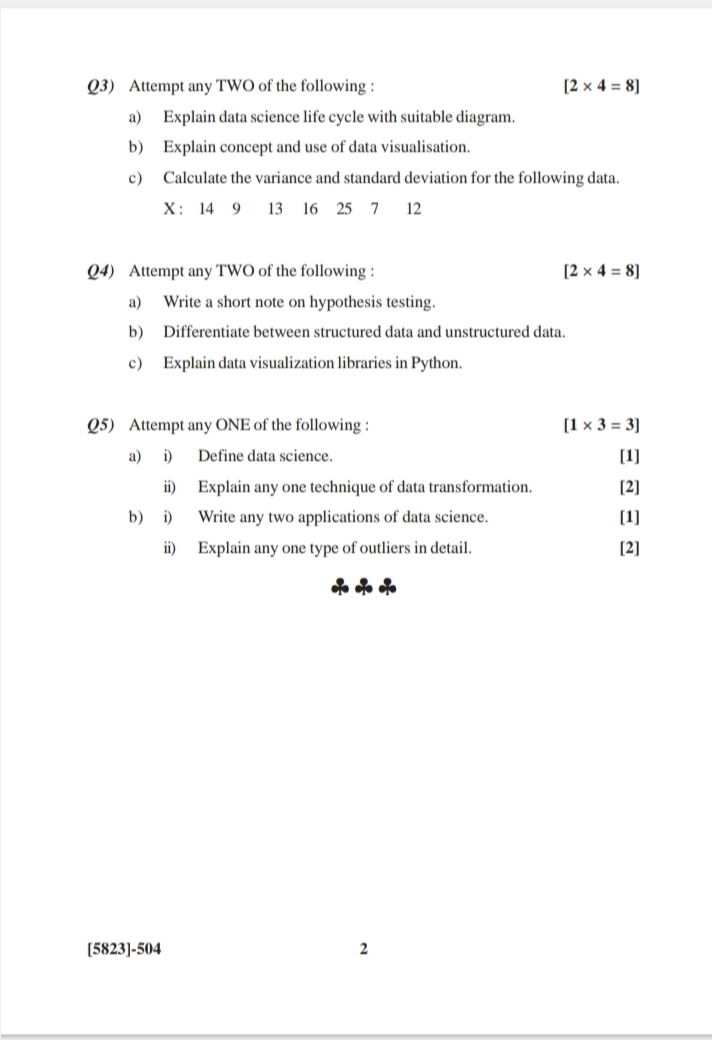 Q3) Attempt any TWO of the following : [2 × 4 = 8]
a) Explain data science life cycle with suitable diagram.
b) Explain concept and use of data visualisation.
c) Calculate the variance and standard deviation for the following data.
X : 14 9 13 16 25 7 12
Q4) Attempt any TWO of the following : [2 × 4 = 8]
a) Write a short note on hypothesis testing.
b) Differentiate between structured data and unstructured data.
c) Explain data visualization libraries in Python.
Q5) Attempt any ONE of the following : [1 × 3 = 3]
a) i) Define data science. [1]
ii) Explain any one technique of data transformation. [2]
b) i) Write any two applications of data science. [1]
ii) Explain any one type of outliers in detail. [2]
♣ ♣ ♣
[5823]-504 2